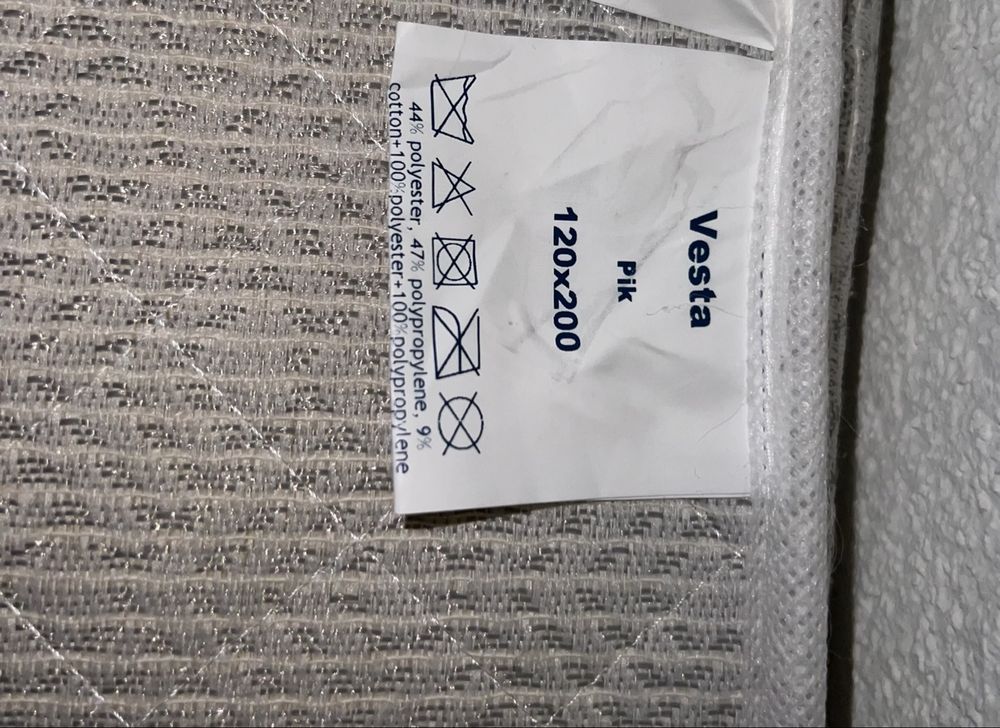 Vesta
Pik
120x200
44% polyester, 47% polypropylene, 9%
cotton+100%polyester+100%polypropylene